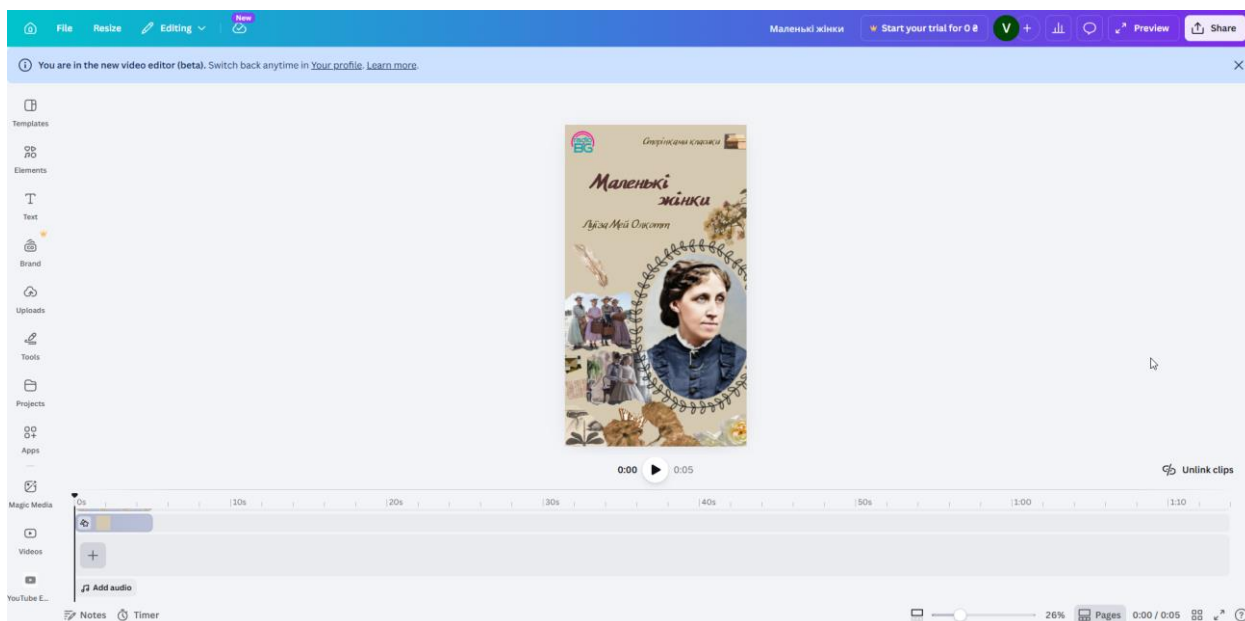 File Resize Editing New Маленькі жінки Start your trial for 0 ₴ V + Preview Share
You are in the new video editor (beta). Switch back anytime in Your profile. Learn more.
Templates
Elements
Text
Brand
Uploads
Tools
Projects
Apps
Magic Media
Videos
YouTube E...
BG
Сторінками класики
Маленькі
жінки
Луїза Мей Олкотт
0:00 0:05
Unlink clips
0s 10s 20s 30s 40s 50s 1:00 1:10
Add audio
Notes Timer 26% Pages 0:00 / 0:05